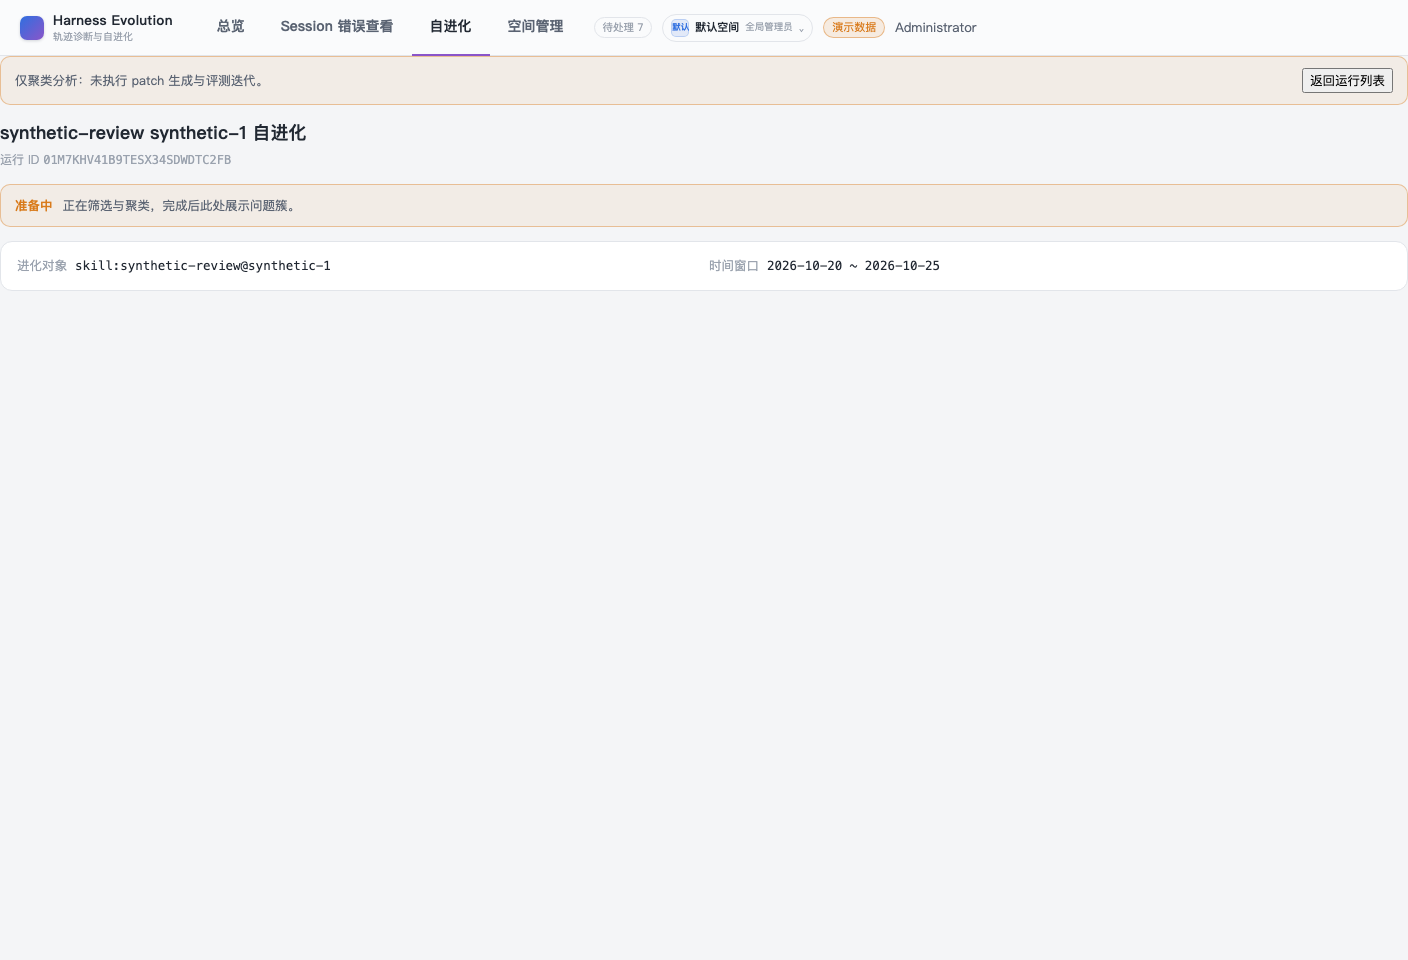 Harness Evolution
轨迹诊断与自进化
总览 Session 错误查看 自进化 空间管理 待处理 7 默认 默认空间 全局管理员 演示数据 Administrator
仅聚类分析：未执行 patch 生成与评测迭代。 返回运行列表
synthetic-review synthetic-1 自进化
运行 ID 01M7KHV41B9TESX34SDWDTC2FB
准备中 正在筛选与聚类，完成后此处展示问题簇。
进化对象 skill:synthetic-review@synthetic-1 时间窗口 2026-10-20 ~ 2026-10-25